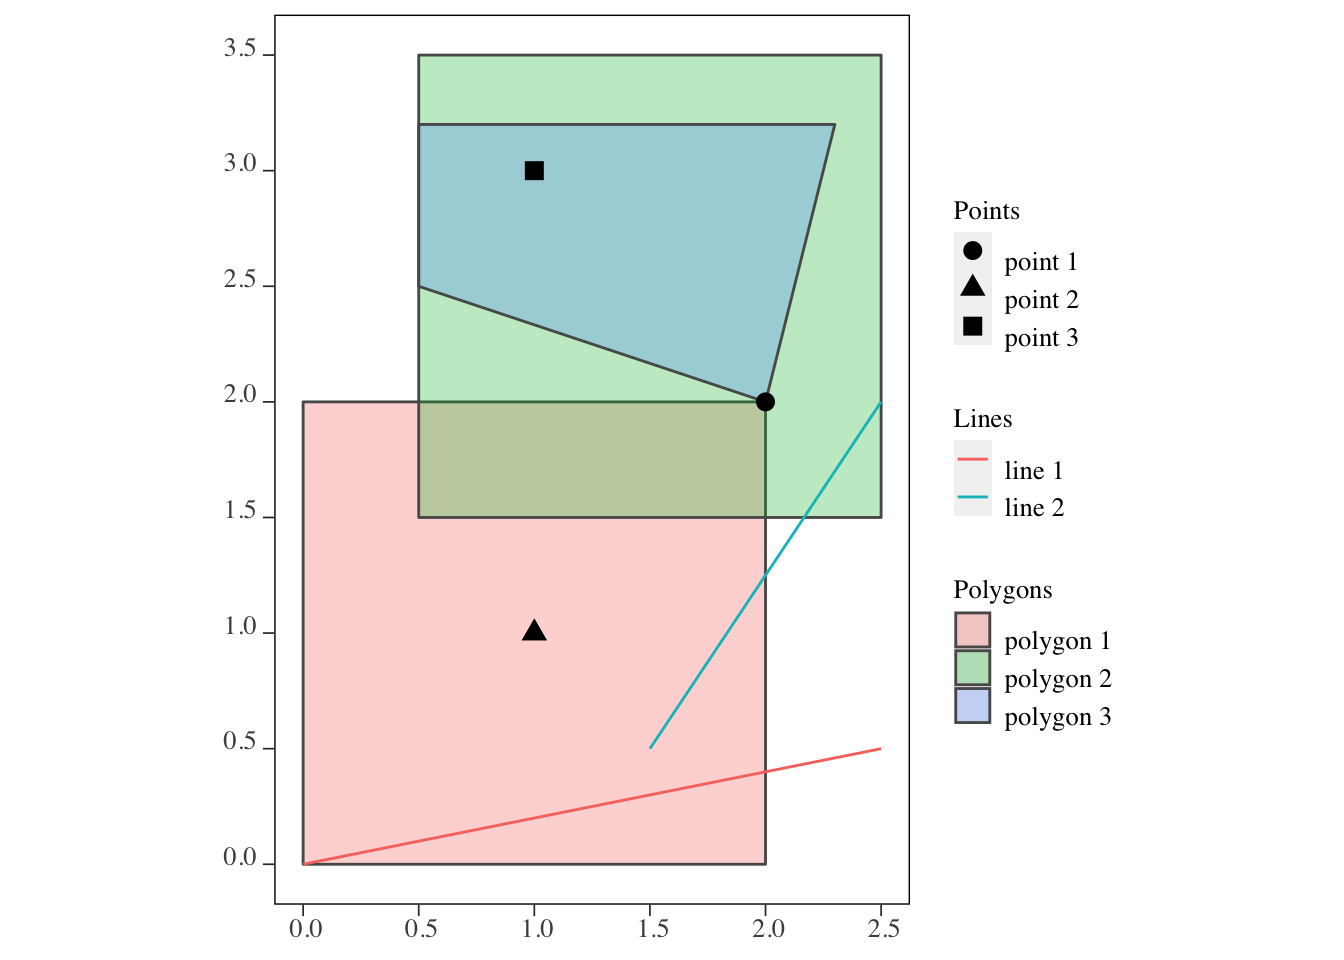 3.5
3.0
2.5
2.0
1.5
1.0
0.5
0.0
0.0 0.5 1.0 1.5 2.0 2.5
Points
point 1
point 2
point 3
Lines
line 1
line 2
Polygons
polygon 1
polygon 2
polygon 3